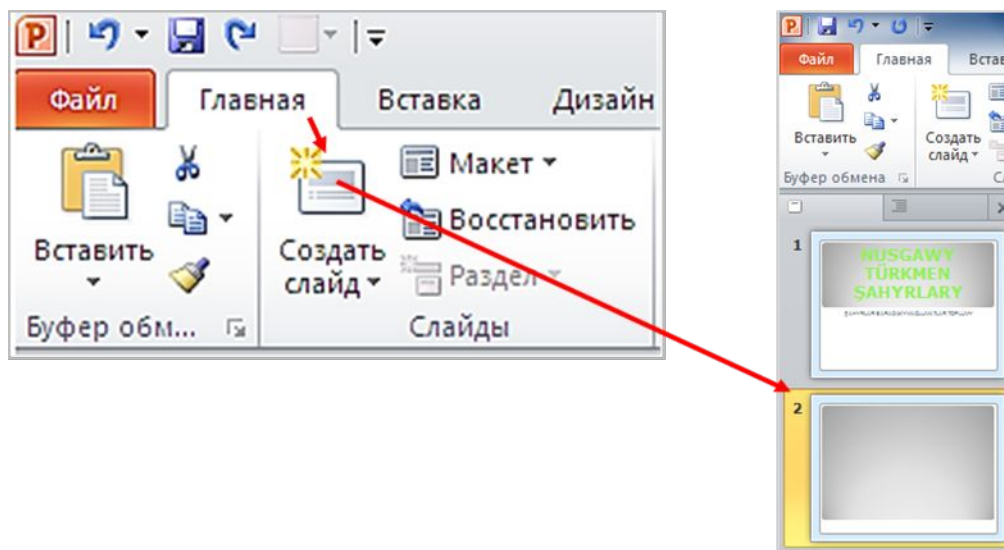 Файл Главная Вставка Дизайн
Вставить
Создать
слайд
Макет
Восстановить
Раздел
Буфер обм...
Слайды
Файл Главная Встав
Вставить
Создать
слайд
Буфер обмена
1
NUSGAWY
TÜRKMEN
ŞAHYRLARY
2